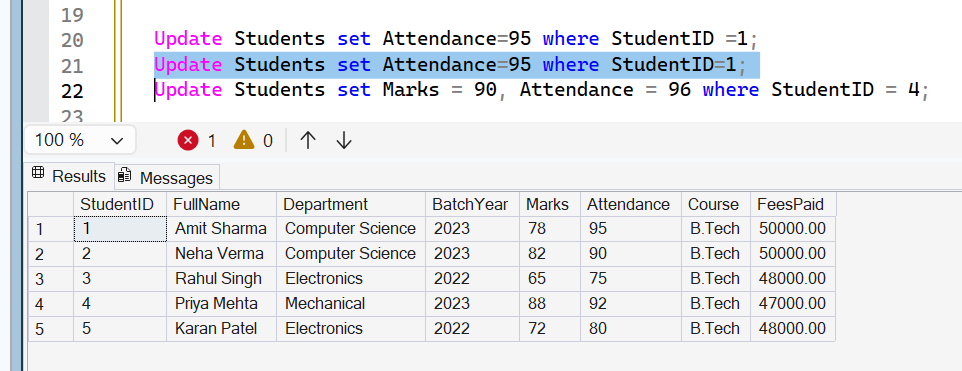 19
20 Update Students set Attendance=95 where StudentID =1;
21 Update Students set Attendance=95 where StudentID=1;
22 Update Students set Marks = 90, Attendance = 96 where StudentID = 4;
23
100 % 1 0
Results Messages
StudentID FullName Department BatchYear Marks Attendance Course FeesPaid
1 1 Amit Sharma Computer Science 2023 78 95 B.Tech 50000.00
2 2 Neha Verma Computer Science 2023 82 90 B.Tech 50000.00
3 3 Rahul Singh Electronics 2022 65 75 B.Tech 48000.00
4 4 Priya Mehta Mechanical 2023 88 92 B.Tech 47000.00
5 5 Karan Patel Electronics 2022 72 80 B.Tech 48000.00